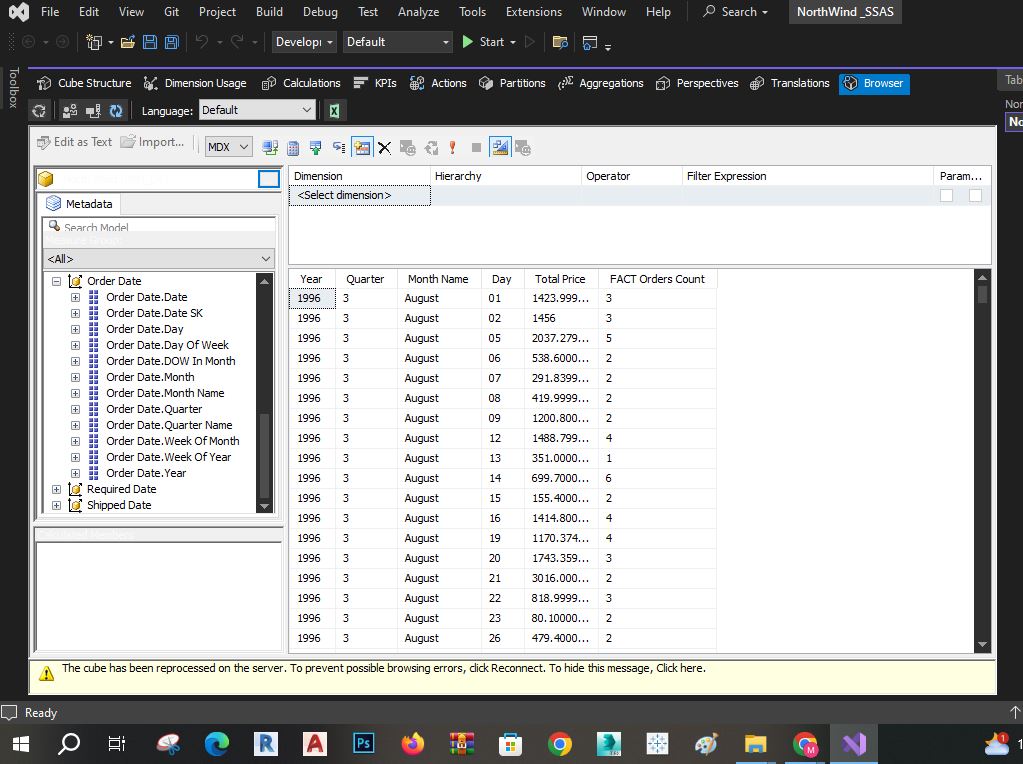 File Edit View Git Project Build Debug Test Analyze Tools Extensions Window Help Search NorthWind _SSAS
Developi Default Start
Toolbox
Cube Structure Dimension Usage Calculations KPIs Actions Partitions Aggregations Perspectives Translations Browser
Tab
Language: Default
Nor
No
Edit as Text Import... MDX
Dimension Hierarchy Operator Filter Expression Param...
<Select dimension>
Metadata
Search Model
Measure Group:
<All>
Order Date
Order Date.Date
Order Date.Date SK
Order Date.Day
Order Date.Day Of Week
Order Date.DOW In Month
Order Date.Month
Order Date.Month Name
Order Date.Quarter
Order Date.Quarter Name
Order Date.Week Of Month
Order Date.Week Of Year
Order Date.Year
Required Date
Shipped Date
Calculated Members
Year Quarter Month Name Day Total Price FACT Orders Count
1996 3 August 01 1423.999... 3
1996 3 August 02 1456 3
1996 3 August 05 2037.279... 5
1996 3 August 06 538.6000... 2
1996 3 August 07 291.8399... 2
1996 3 August 08 419.9999... 2
1996 3 August 09 1200.800... 2
1996 3 August 12 1488.799... 4
1996 3 August 13 351.0000... 1
1996 3 August 14 699.7000... 6
1996 3 August 15 155.4000... 2
1996 3 August 16 1414.800... 4
1996 3 August 19 1170.374... 4
1996 3 August 20 1743.359... 3
1996 3 August 21 3016.000... 2
1996 3 August 22 818.9999... 3
1996 3 August 23 80.10000... 2
1996 3 August 26 479.4000... 2
The cube has been reprocessed on the server. To prevent possible browsing errors, click Reconnect. To hide this message, Click here.
Ready
R A Ps 3 M 1 1